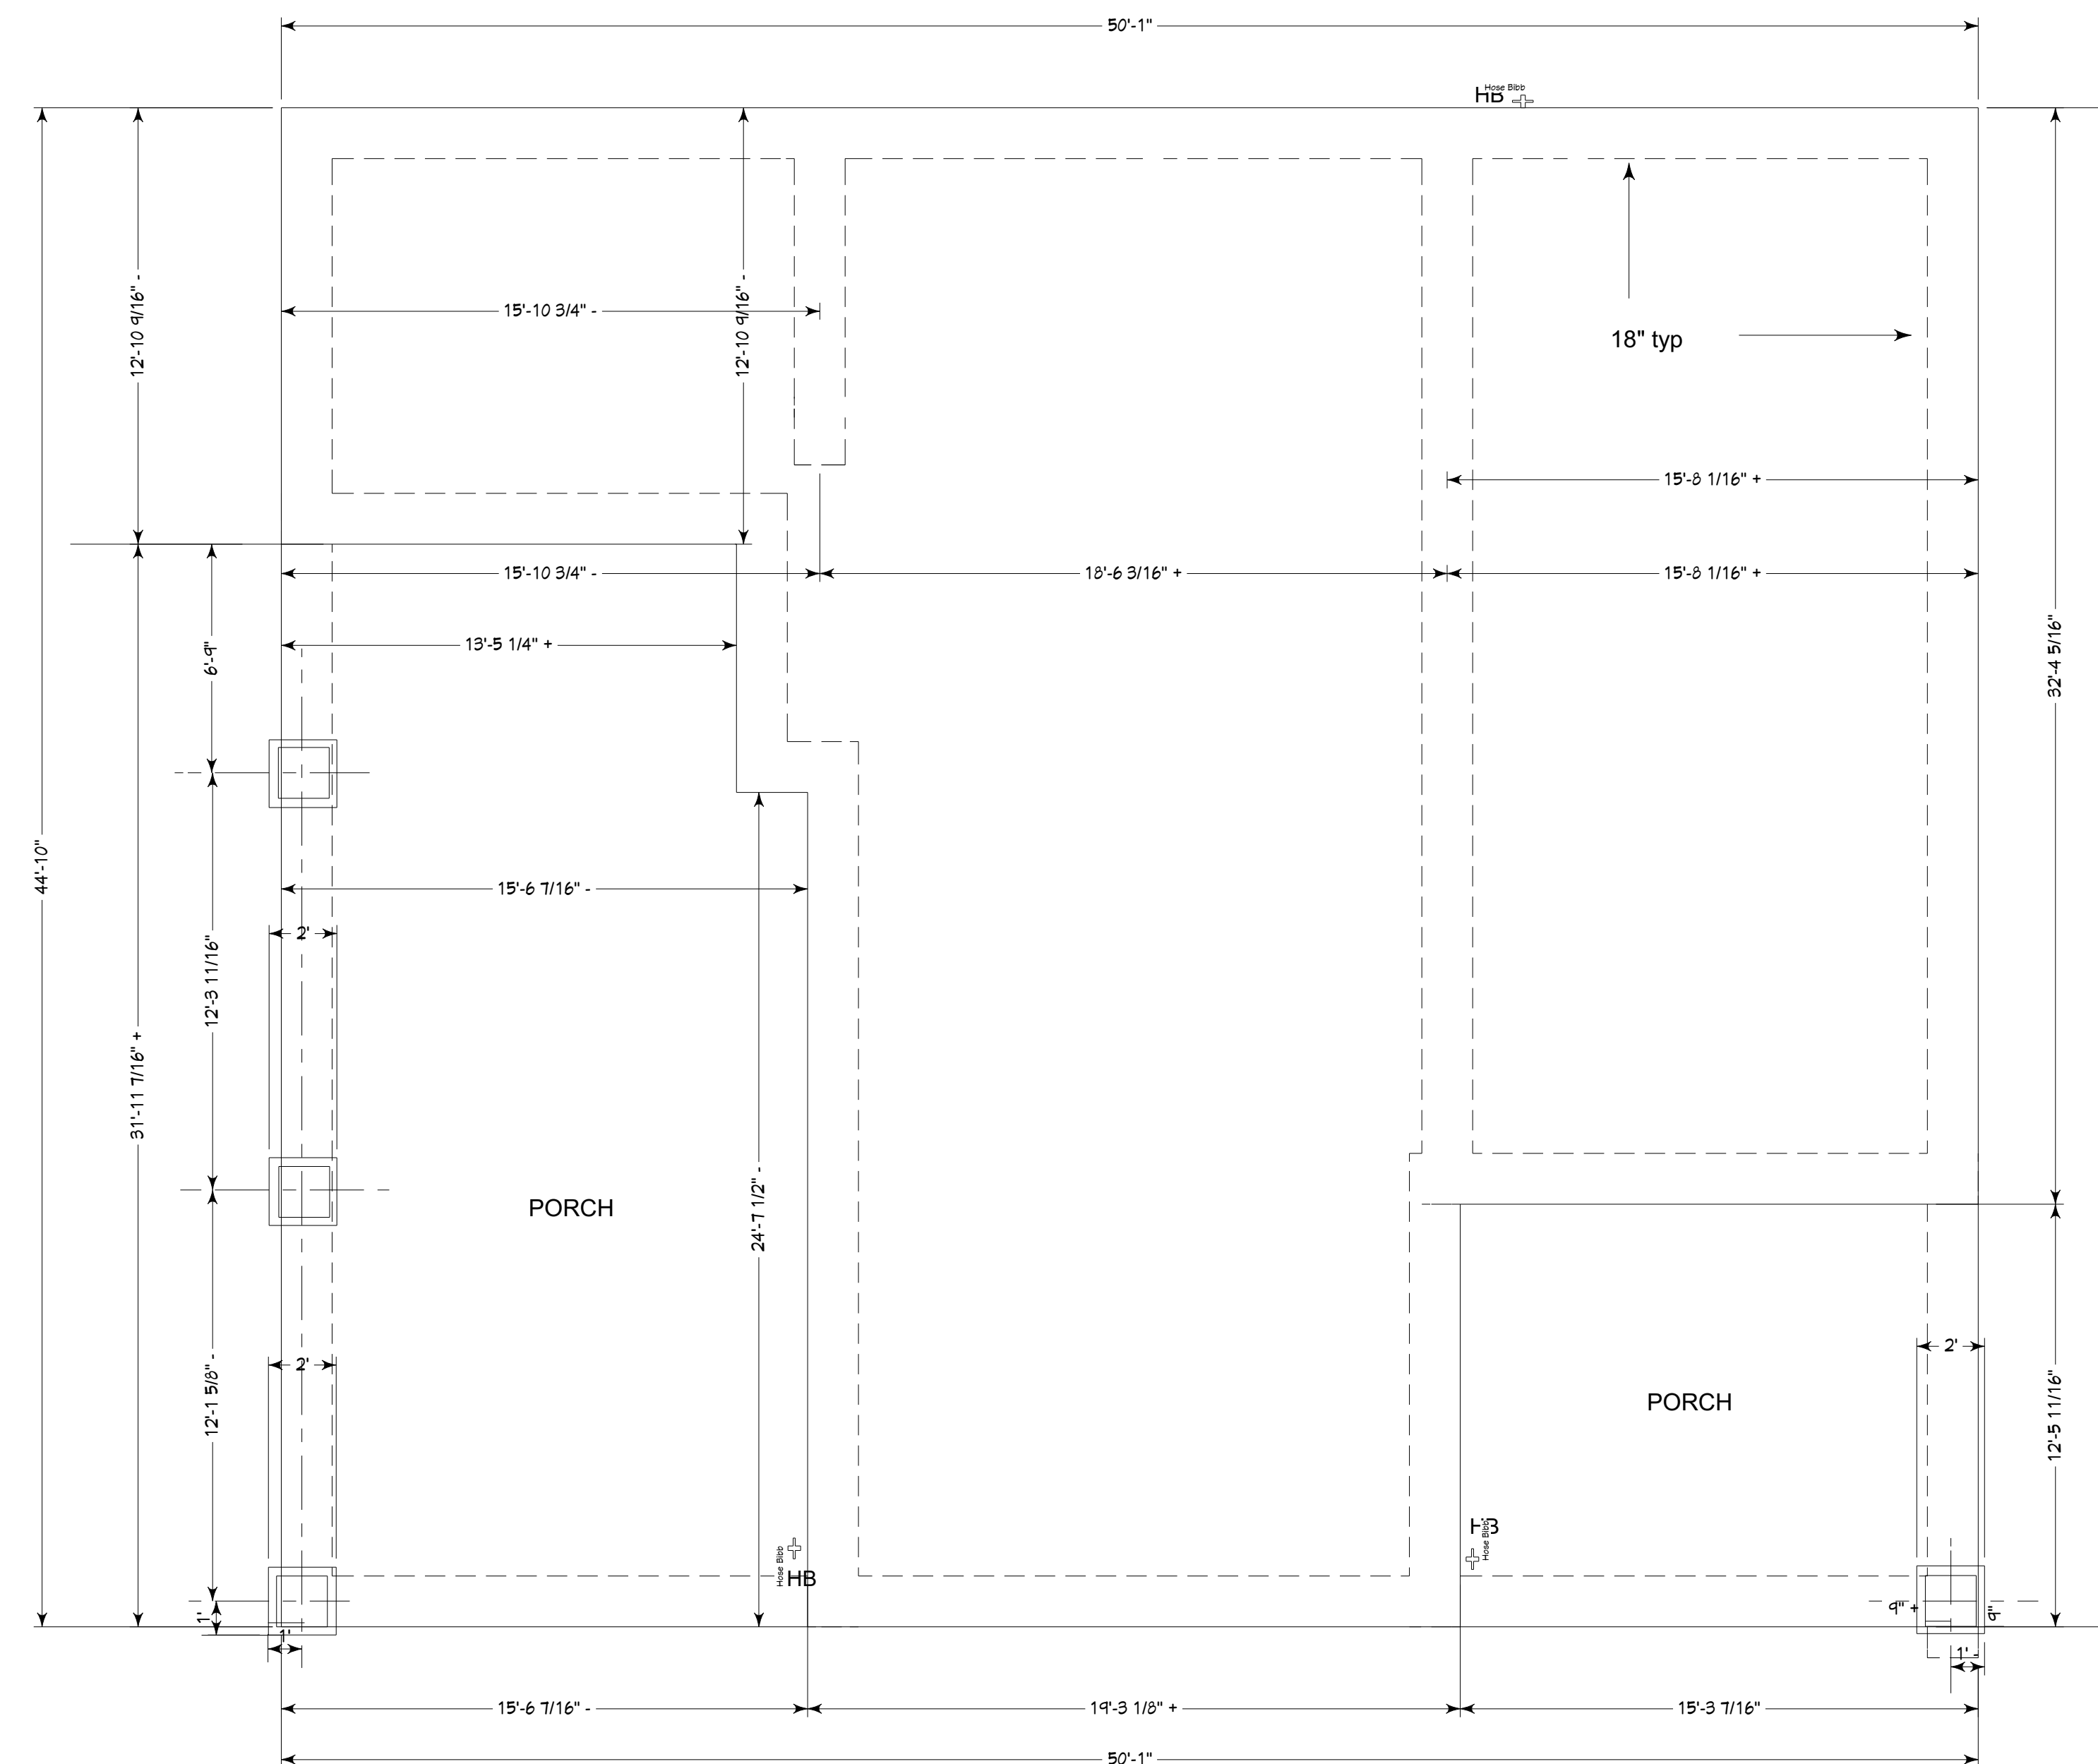 50'-1"
HB
Hose Bibb
12'-10 9/16" -
12'-10 9/16" -
15'-10 3/4" -
18" typ
15'-8 1/16" +
15'-10 3/4" -
18'-6 3/16" +
15'-8 1/16" +
13'-5 1/4" +
6'-9"
32'-4 5/16"
44'-10"
15'-6 7/16" -
2'
12'-3 11/16"
31'-11 7/16" +
PORCH
24'-7 1/2" -
2'
2'
12'-1 5/8" -
PORCH
12'-5 11/16"
HB
Hose Bibb
Hose Bibb
HB
9" +
9"
1'
1'
1' -
15'-6 7/16" -
19'-3 1/8" +
15'-3 7/16"
50'-1"